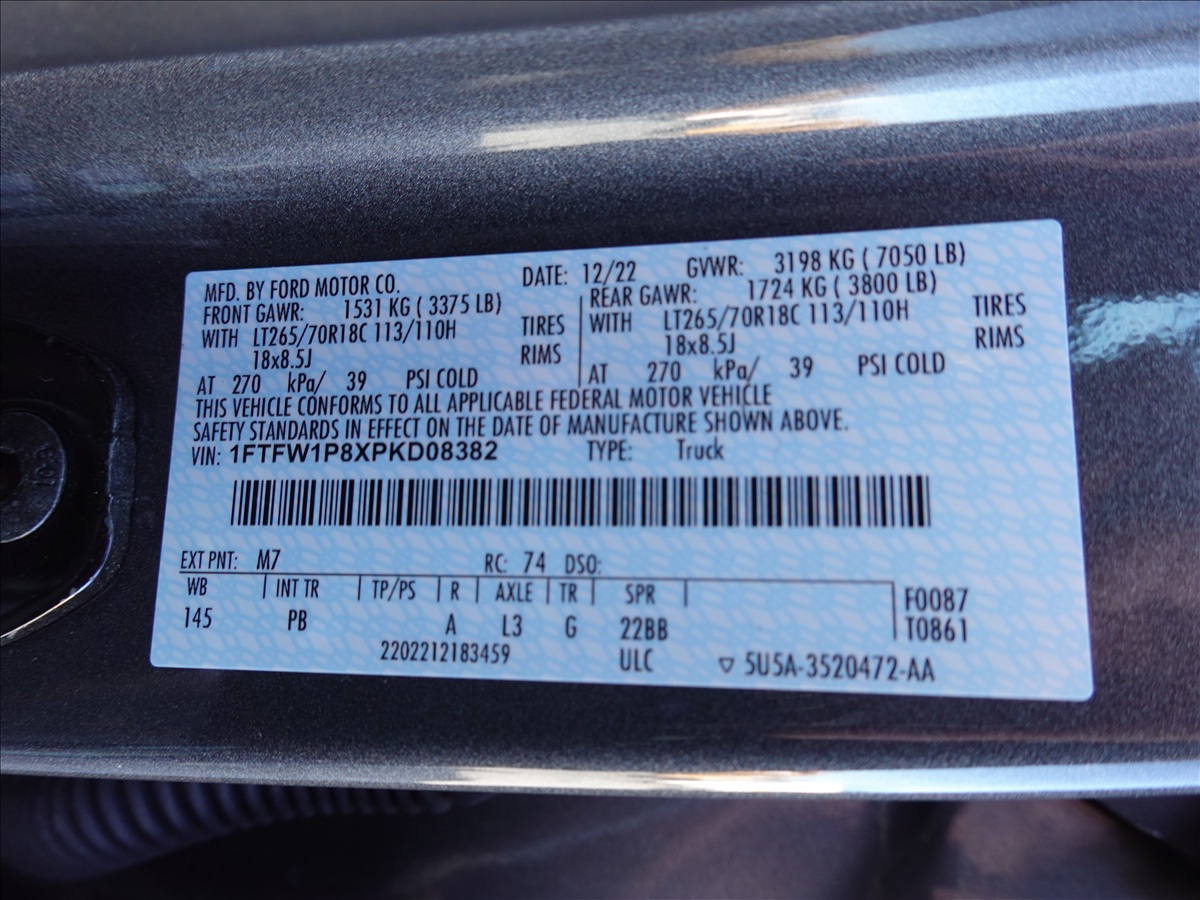 MFD. BY FORD MOTOR CO. DATE: 12/22 GVWR: 3198 KG ( 7050 LB)
FRONT GAWR: 1531 KG ( 3375 LB) REAR GAWR: 1724 KG ( 3800 LB)
WITH LT265/70R18C 113/110H TIRES WITH LT265/70R18C 113/110H TIRES
18x8.5J RIMS 18x8.5J RIMS
AT 270 kPa/ 39 PSI COLD AT 270 kPa/ 39 PSI COLD
THIS VEHICLE CONFORMS TO ALL APPLICABLE FEDERAL MOTOR VEHICLE
SAFETY STANDARDS IN EFFECT ON THE DATE OF MANUFACTURE SHOWN ABOVE.
VIN: 1FTFW1P8XPKD08382 TYPE: Truck
EXT PNT: M7 RC: 74 DSO:
WB INT TR TP/PS R AXLE TR SPR F0087
145 PB A L3 G 22BB T0861
2202212183459 ULC ▽ 5U5A-3520472-AA
103